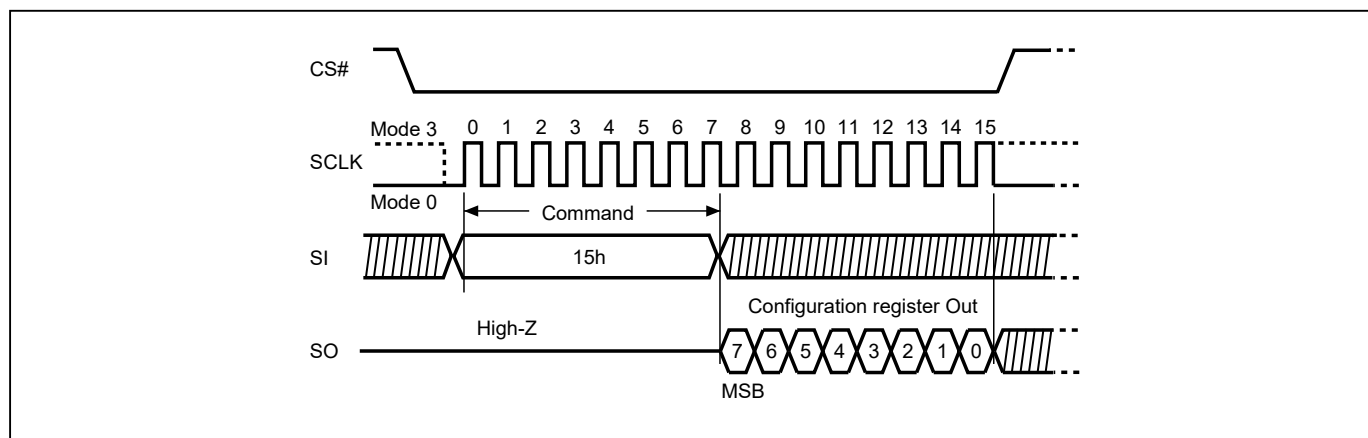 CS#
Mode 3 0 1 2 3 4 5 6 7 8 9 10 11 12 13 14 15
SCLK
Mode 0
Command
SI 15h
Configuration register Out
High-Z
SO 7 6 5 4 3 2 1 0
MSB